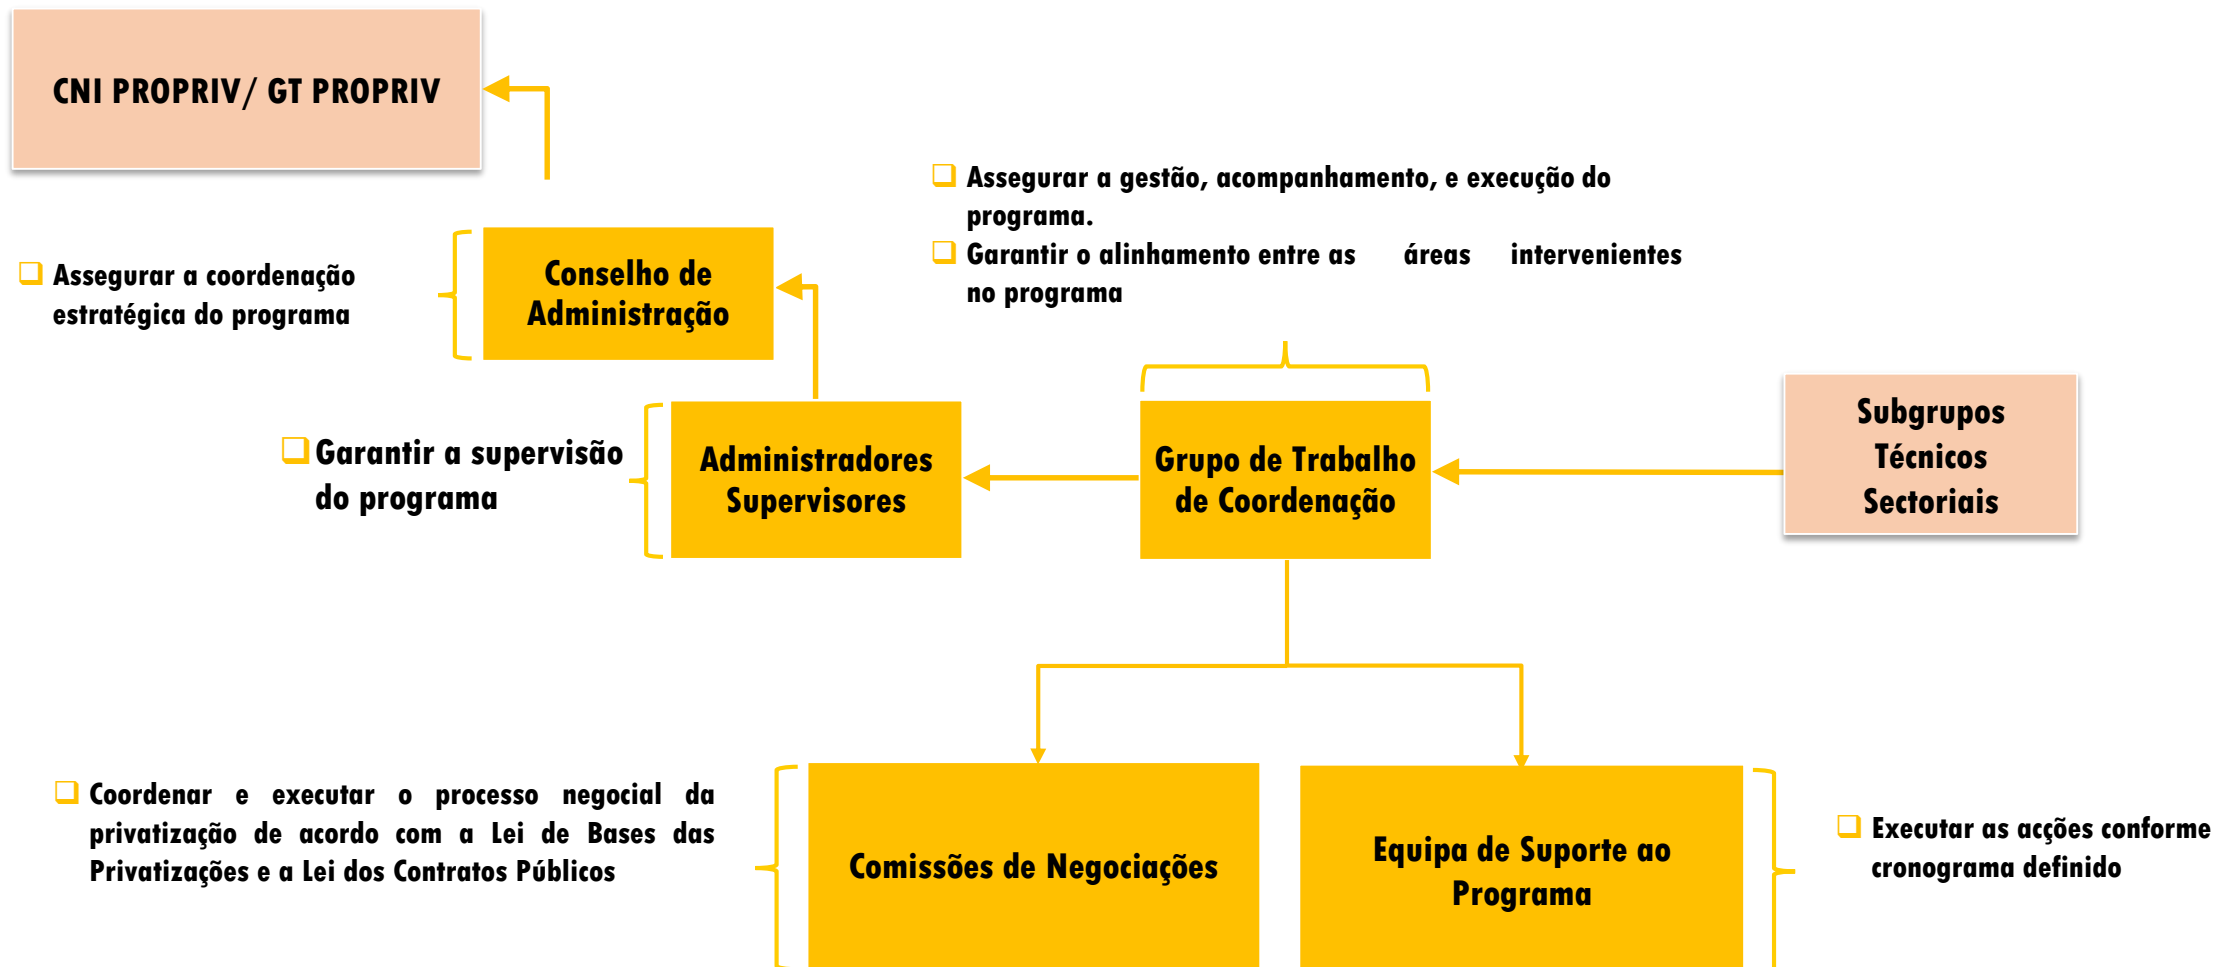 CNI PROPRIV/ GT PROPRIV
Assegurar a gestão, acompanhamento, e execução do
programa.
Garantir o alinhamento entre as áreas intervenientes
no programa
Assegurar a coordenação
estratégica do programa
Conselho de
Administração
Garantir a supervisão
do programa
Administradores
Supervisores
Grupo de Trabalho
de Coordenação
Subgrupos
Técnicos
Sectoriais
Coordenar e executar o processo negocial da
privatização de acordo com a Lei de Bases das
Privatizações e a Lei dos Contratos Públicos
Comissões de Negociações
Equipa de Suporte ao
Programa
Executar as acções conforme
cronograma definido